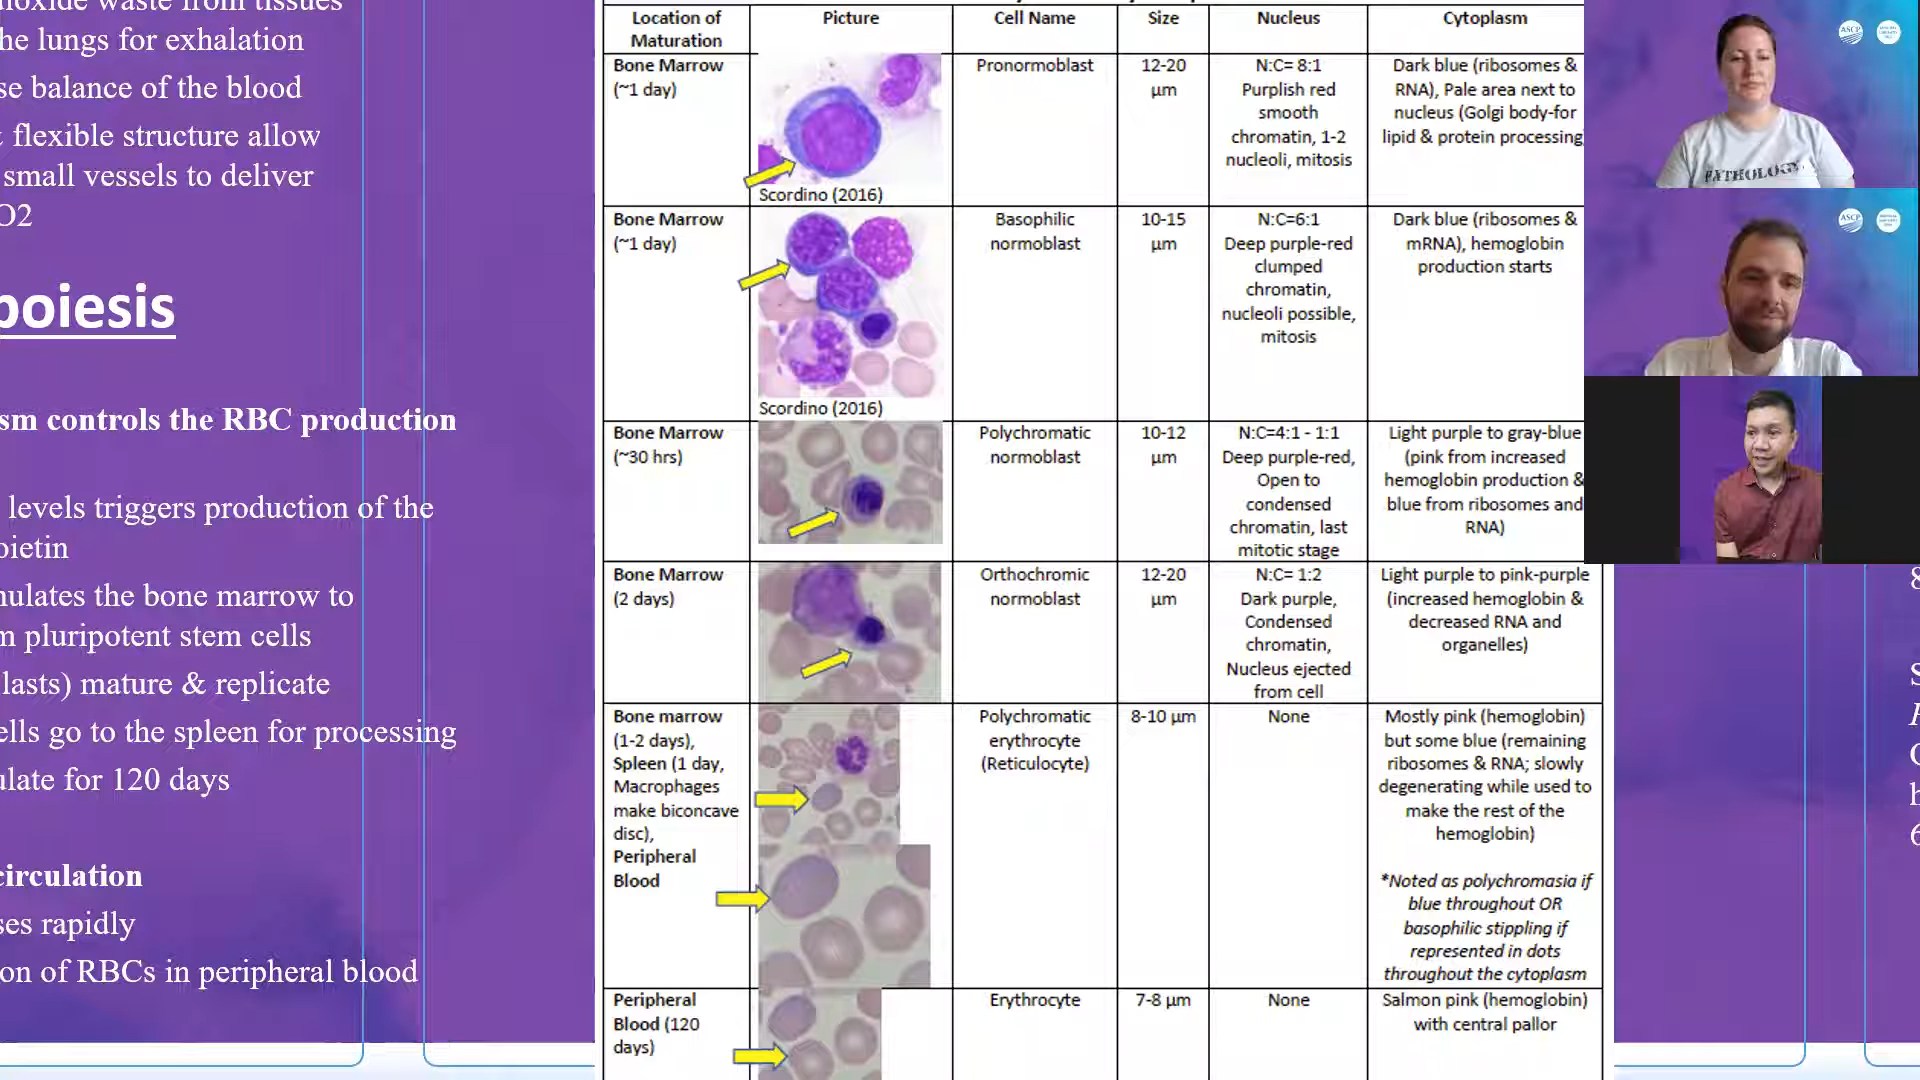 noxide waste from tissues
he lungs for exhalation
se balance of the blood
flexible structure allow
small vessels to deliver
O2
poiesis
sm controls the RBC production
levels triggers production of the
oietin
nulates the bone marrow to
m pluripotent stem cells
lasts) mature & replicate
ells go to the spleen for processing
ulate for 120 days
circulation
ses rapidly
on of RBCs in peripheral blood
Location of
Maturation
Picture
Cell Name
Size
Nucleus
Cytoplasm
Bone Marrow
(~1 day)
Scordino (2016)
Pronormoblast
12-20
µm
N:C= 8:1
Purplish red
smooth
chromatin, 1-2
nucleoli, mitosis
Dark blue (ribosomes &
RNA), Pale area next to
nucleus (Golgi body-for
lipid & protein processing)
Bone Marrow
(~1 day)
Scordino (2016)
Basophilic
normoblast
10-15
µm
N:C=6:1
Deep purple-red
clumped
chromatin,
nucleoli possible,
mitosis
Dark blue (ribosomes &
mRNA), hemoglobin
production starts
Bone Marrow
(~30 hrs)
Polychromatic
normoblast
10-12
µm
N:C=4:1 - 1:1
Deep purple-red,
Open to
condensed
chromatin, last
mitotic stage
Light purple to gray-blue
(pink from increased
hemoglobin production &
blue from ribosomes and
RNA)
Bone Marrow
(2 days)
Orthochromic
normoblast
12-20
µm
N:C= 1:2
Dark purple,
Condensed
chromatin,
Nucleus ejected
from cell
Light purple to pink-purple
(increased hemoglobin &
decreased RNA and
organelles)
Bone marrow
(1-2 days),
Spleen (1 day,
Macrophages
make biconcave
disc),
Peripheral
Blood
Polychromatic
erythrocyte
(Reticulocyte)
8-10 µm
None
Mostly pink (hemoglobin)
but some blue (remaining
ribosomes & RNA; slowly
degenerating while used to
make the rest of the
hemoglobin)
*Noted as polychromasia if
blue throughout OR
basophilic stippling if
represented in dots
throughout the cytoplasm
Peripheral
Blood (120
days)
Erythrocyte
7-8 µm
None
Salmon pink (hemoglobin)
with central pallor
ASCP
PATHOLOGY
ASCP